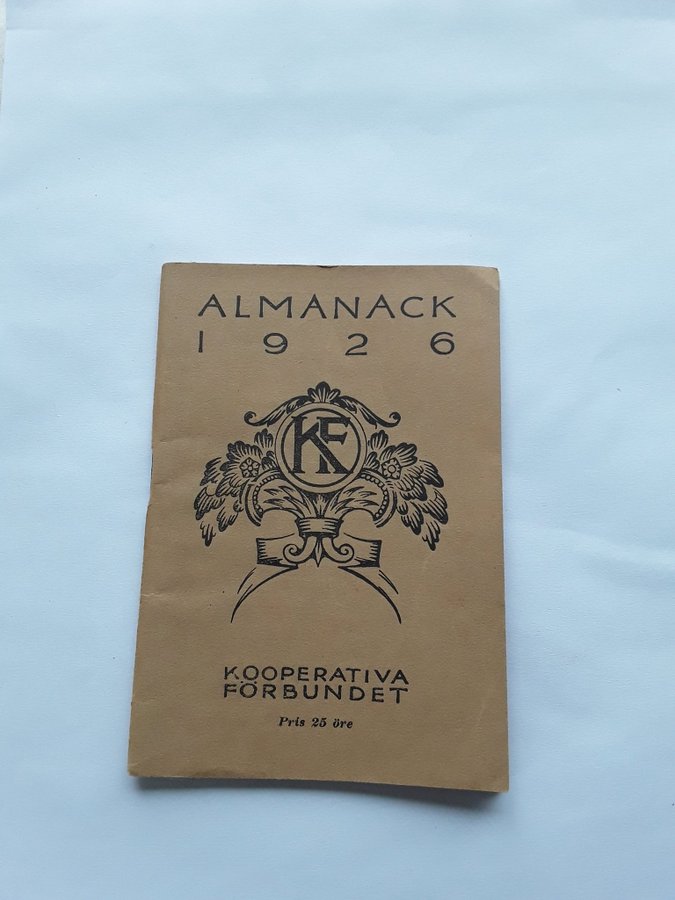 ALMANACK
1926
KF
KOOPERATIVA
FÖRBUNDET
Pris 25 öre